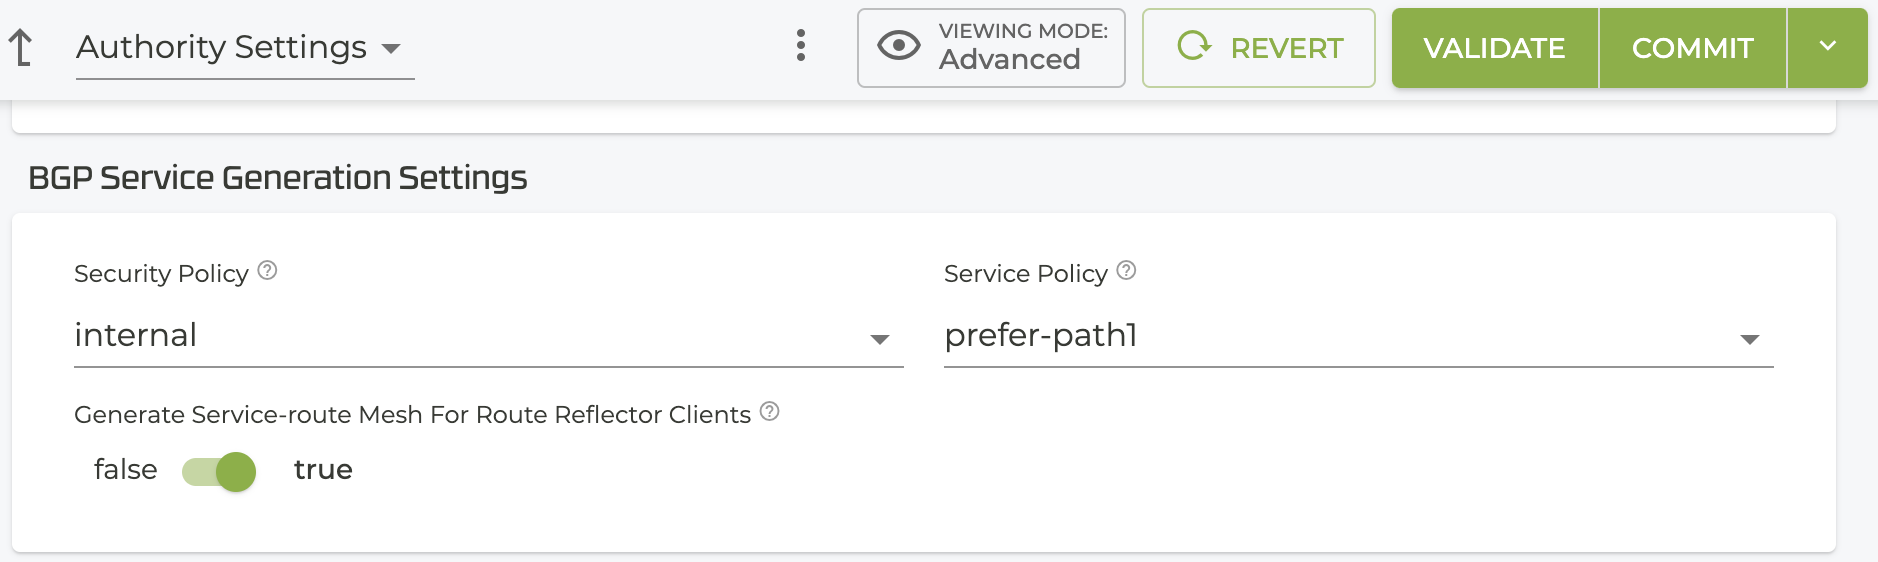 Authority Settings
VIEWING MODE:
Advanced
REVERT
VALIDATE
COMMIT
BGP Service Generation Settings
Security Policy
Service Policy
internal
prefer-path1
Generate Service-route Mesh For Route Reflector Clients
false
true